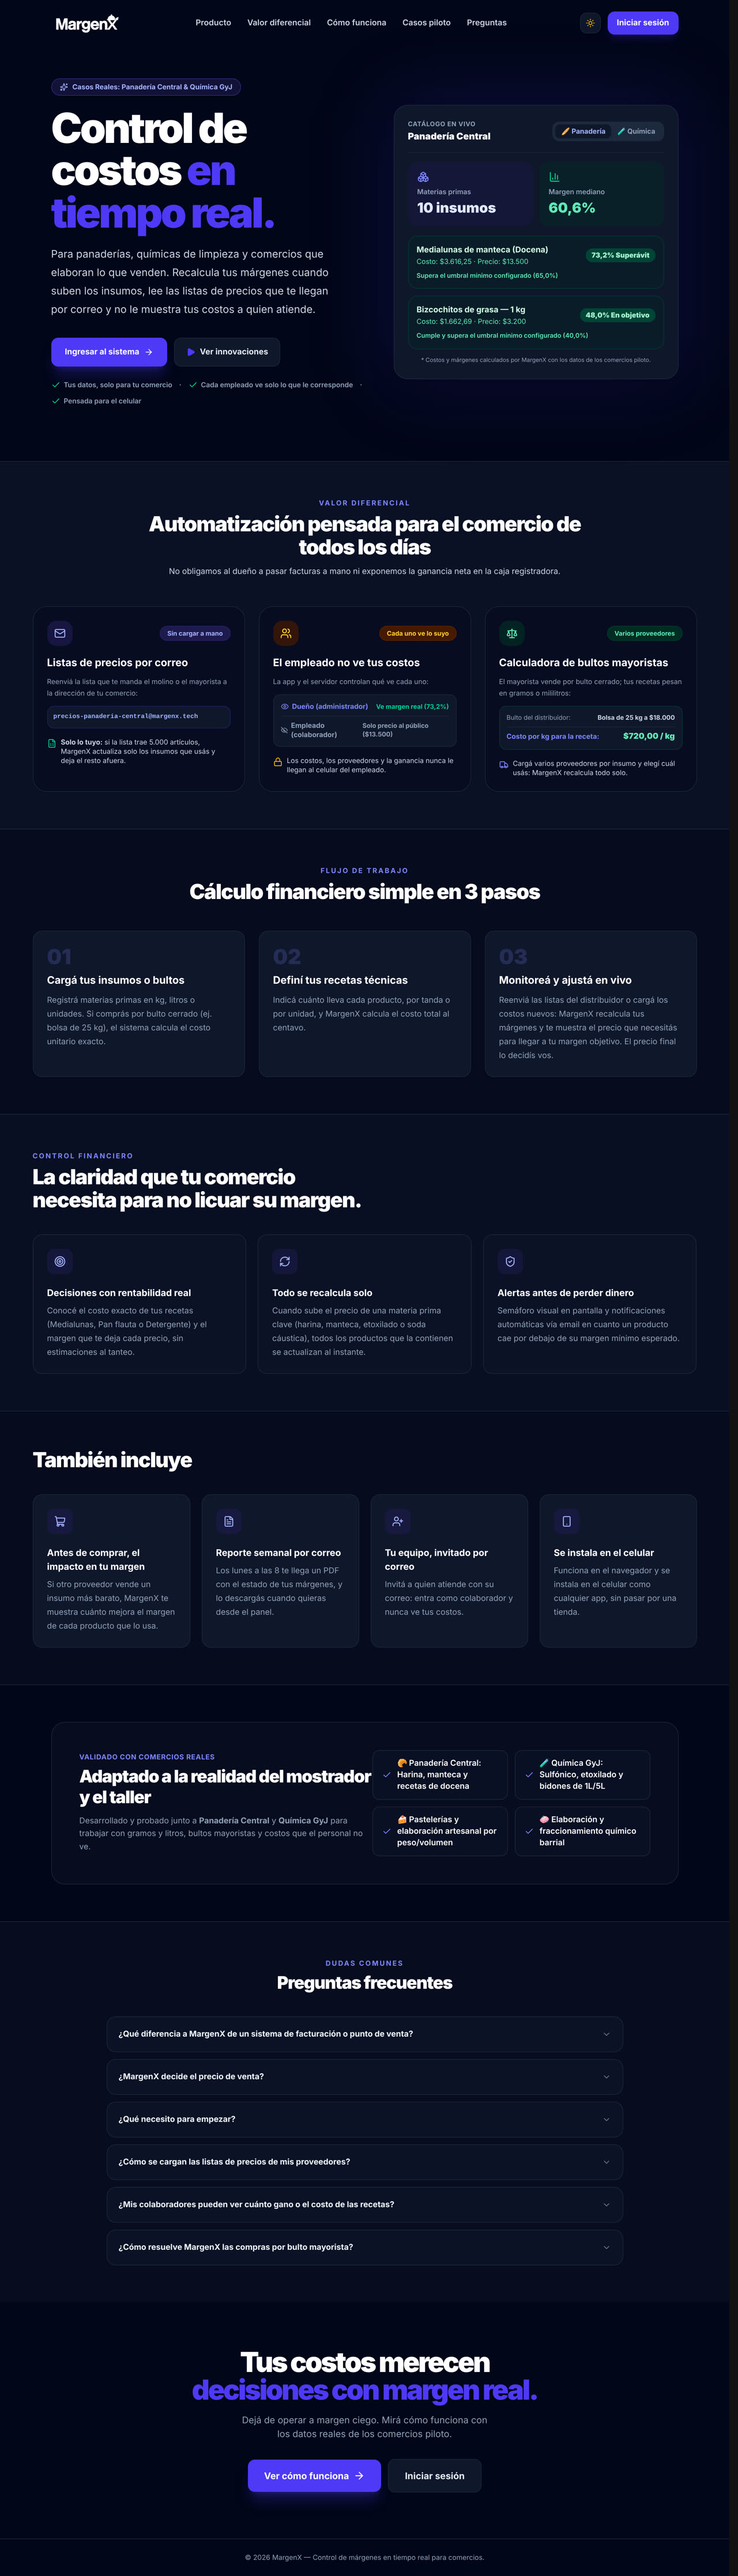 MargenX
Producto
Valor diferencial
Cómo funciona
Casos piloto
Preguntas
Iniciar sesión
Casos Reales: Panadería Central & Química GyJ
Control de
costos en
tiempo real.
Para panaderías, químicas de limpieza y comercios que
elaboran lo que venden. Recalcula tus márgenes cuando
suben los insumos, lee las listas de precios que te llegan
por correo y no le muestra tus costos a quien atiende.
Ingresar al sistema
Ver innovaciones
Tus datos, solo para tu comercio ·
Cada empleado ve solo lo que le corresponde ·
Pensada para el celular
CATÁLOGO EN VIVO
Panadería Central
🥖 Panadería
🧪 Química
Materias primas
10 insumos
Margen mediano
60,6%
Medialunas de manteca (Docena)
Costo: $3.616,25 · Precio: $13.500
73,2% Superávit
Supera el umbral mínimo configurado (65,0%)
Bizcochitos de grasa — 1 kg
Costo: $1.662,69 · Precio: $3.200
48,0% En objetivo
Cumple y supera el umbral mínimo configurado (40,0%)
* Costos y márgenes calculados por MargenX con los datos de los comercios piloto.
VALOR DIFERENCIAL
Automatización pensada para el comercio de
todos los días
No obligamos al dueño a pasar facturas a mano ni exponemos la ganancia neta en la caja registradora.
Sin cargar a mano
Listas de precios por correo
Reenviá la lista que te manda el molino o el mayorista a
la dirección de tu comercio:
precios-panaderia-central@margenx.tech
Solo lo tuyo: si la lista trae 5.000 artículos,
MargenX actualiza solo los insumos que usás y
deja el resto afuera.
Cada uno ve lo suyo
El empleado no ve tus costos
La app y el servidor controlan qué ve cada uno:
Dueño (administrador)
Ve margen real (73,2%)
Empleado
(colaborador)
Solo precio al público
($13.500)
Los costos, los proveedores y la ganancia nunca le
llegan al celular del empleado.
Varios proveedores
Calculadora de bultos mayoristas
El mayorista vende por bulto cerrado; tus recetas pesan
en gramos o mililitros:
Bulto del distribuidor:
Bolsa de 25 kg a $18.000
Costo por kg para la receta:
$720,00 / kg
Cargá varios proveedores por insumo y elegí cuál
usás: MargenX recalcula todo solo.
FLUJO DE TRABAJO
Cálculo financiero simple en 3 pasos
01
Cargá tus insumos o bultos
Registrá materias primas en kg, litros o
unidades. Si comprás por bulto cerrado (ej.
bolsa de 25 kg), el sistema calcula el costo
unitario exacto.
02
Definí tus recetas técnicas
Indicá cuánto lleva cada producto, por tanda o
por unidad, y MargenX calcula el costo total al
centavo.
03
Monitoreá y ajustá en vivo
Reenviá las listas del distribuidor o cargá los
costos nuevos: MargenX recalcula tus
márgenes y te muestra el precio que necesitás
para llegar a tu margen objetivo. El precio final
lo decidís vos.
CONTROL FINANCIERO
La claridad que tu comercio
necesita para no licuar su margen.
Decisiones con rentabilidad real
Conocé el costo exacto de tus recetas
(Medialunas, Pan flauta o Detergente) y el
margen que te deja cada precio, sin
estimaciones al tanteo.
Todo se recalcula solo
Cuando sube el precio de una materia prima
clave (harina, manteca, etoxilado o soda
cáustica), todos los productos que la contienen
se actualizan al instante.
Alertas antes de perder dinero
Semáforo visual en pantalla y notificaciones
automáticas vía email en cuanto un producto
cae por debajo de su margen mínimo esperado.
También incluye
Antes de comprar, el
impacto en tu margen
Si otro proveedor vende un
insumo más barato, MargenX te
muestra cuánto mejora el margen
de cada producto que lo usa.
Reporte semanal por correo
Los lunes a las 8 te llega un PDF
con el estado de tus márgenes, y
lo descargás cuando quieras
desde el panel.
Tu equipo, invitado por
correo
Invitá a quien atiende con su
correo: entra como colaborador y
nunca ve tus costos.
Se instala en el celular
Funciona en el navegador y se
instala en el celular como
cualquier app, sin pasar por una
tienda.
VALIDADO CON COMERCIOS REALES
Adaptado a la realidad del mostrador
y el taller
Desarrollado y probado junto a Panadería Central y Química GyJ para
trabajar con gramos y litros, bultos mayoristas y costos que el personal no
ve.
🥐 Panadería Central:
Harina, manteca y
recetas de docena
🧪 Química GyJ:
Sulfónico, etoxilado y
bidones de 1L/5L
🍰 Pastelerías y
elaboración artesanal por
peso/volumen
🧼 Elaboración y
fraccionamiento químico
barrial
DUDAS COMUNES
Preguntas frecuentes
¿Qué diferencia a MargenX de un sistema de facturación o punto de venta?
¿MargenX decide el precio de venta?
¿Qué necesito para empezar?
¿Cómo se cargan las listas de precios de mis proveedores?
¿Mis colaboradores pueden ver cuánto gano o el costo de las recetas?
¿Cómo resuelve MargenX las compras por bulto mayorista?
Tus costos merecen
decisiones con margen real.
Dejá de operar a margen ciego. Mirá cómo funciona con
los datos reales de los comercios piloto.
Ver cómo funciona
Iniciar sesión
© 2026 MargenX — Control de márgenes en tiempo real para comercios.